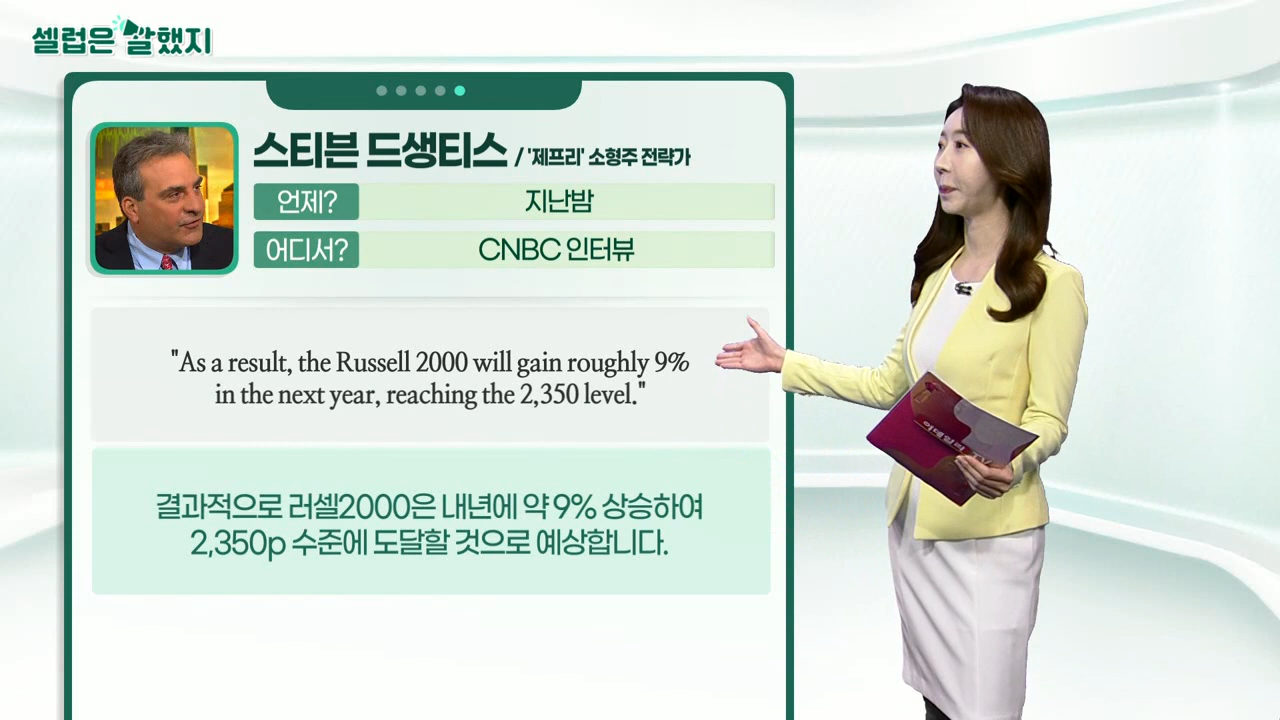 셀럽은 말했지
스티븐 드생티스 / '제프리' 소형주 전략가
언제? 지난밤
어디서? CNBC 인터뷰
"As a result, the Russell 2000 will gain roughly 9%
in the next year, reaching the 2,350 level."
결과적으로 러셀2000은 내년에 약 9% 상승하여
2,350p 수준에 도달할 것으로 예상합니다.